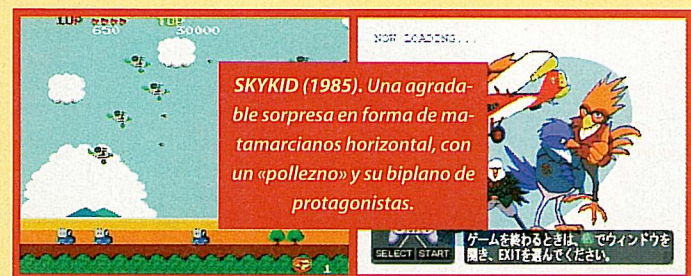 1UP TOP
650 30000
NOW LOADING...
SKYKID (1985). Una agrada-
ble sorpresa en forma de ma-
tamarcianos horizontal, con
un «pollezno» y su biplano de
protagonistas.
1
SELECT START
ゲームを終わるときは、▲でウィンドウを
開き、EXITを選んでください。